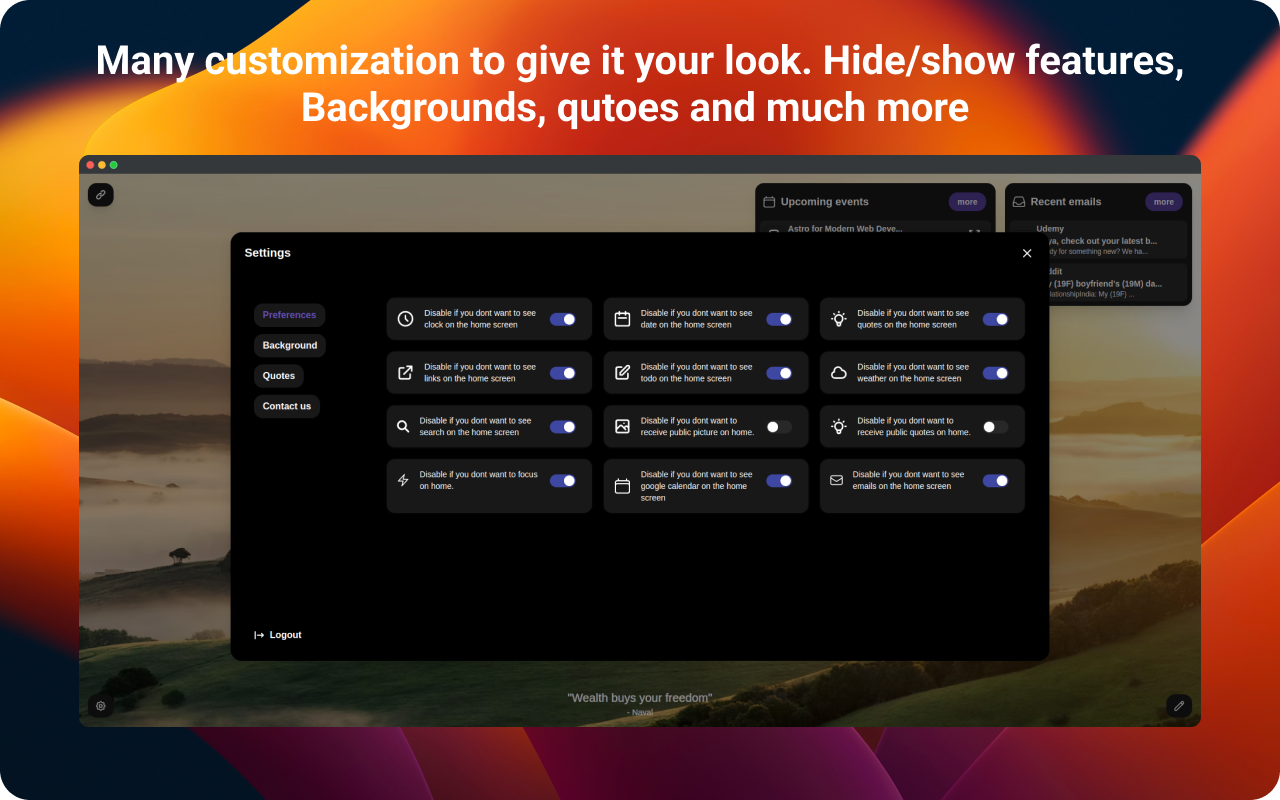 Many customization to give it your look. Hide/show features,
Backgrounds, qutoes and much more
Upcoming events
more
Recent emails
more
Astro for Modern Web Deve...
Udemy
ya, check out your latest b...
dy for something new? We ha...
ddit
(19F) boyfriend's (19M) da...
lationshipIndia: My (19F) ...
Settings
Preferences
Background
Quotes
Contact us
Disable if you dont want to see
clock on the home screen
Disable if you dont want to see
date on the home screen
Disable if you dont want to see
quotes on the home screen
Disable if you dont want to see
links on the home screen
Disable if you dont want to see
todo on the home screen
Disable if you dont want to see
weather on the home screen
Disable if you dont want to see
search on the home screen
Disable if you dont want to
receive public picture on home.
Disable if you dont want to
receive public quotes on home.
Disable if you dont want to focus
on home.
Disable if you dont want to see
google calendar on the home
screen
Disable if you dont want to see
emails on the home screen
Logout
"Wealth buys your freedom"
- Naval